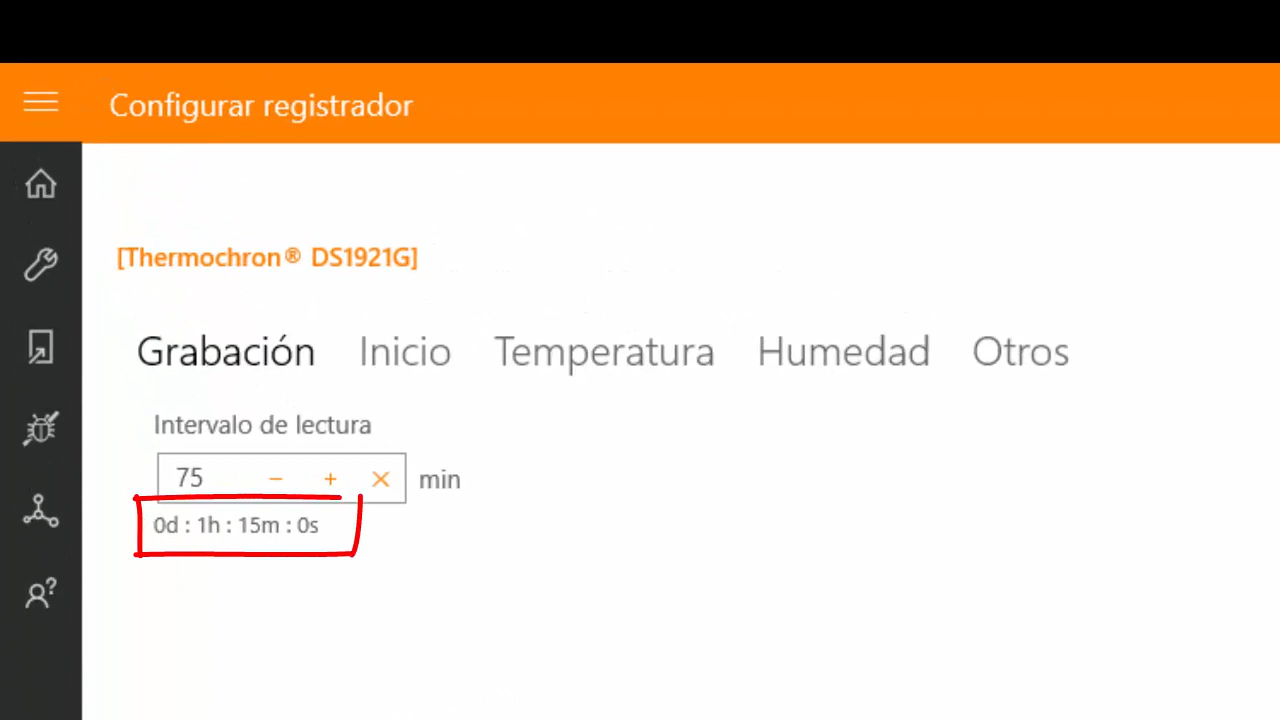 Configurar registrador
[Thermochron® DS1921G]
Grabación Inicio Temperatura Humedad Otros
Intervalo de lectura
75 − + × min
0d : 1h : 15m : 0s